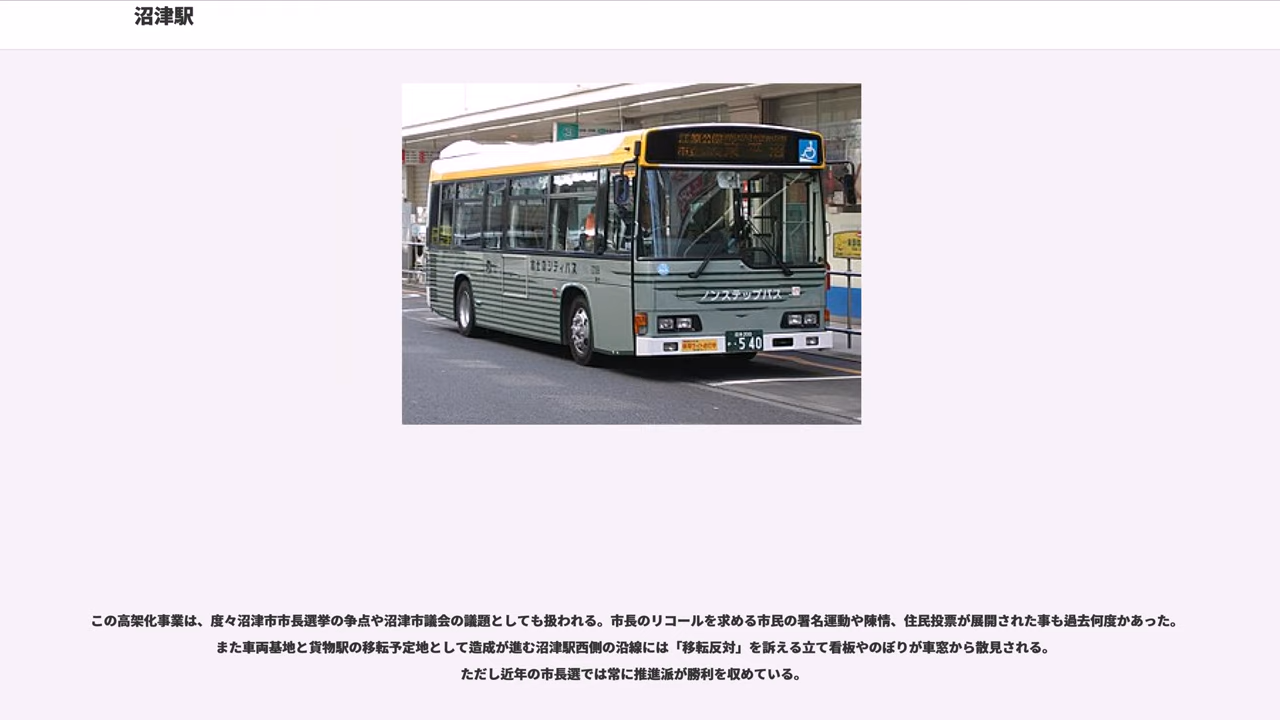 沼津駅
富士急シティバス
ノンステップバス
540
この高架化事業は、度々沼津市市長選挙の争点や沼津市議会の議題としても扱われる。市長のリコールを求める市民の署名運動や陳情、住民投票が展開された事も過去何度かあった。
また車両基地と貨物駅の移転予定地として造成が進む沼津駅西側の沿線には「移転反対」を訴える立て看板やのぼりが車窓から散見される。
ただし近年の市長選では常に推進派が勝利を収めている。